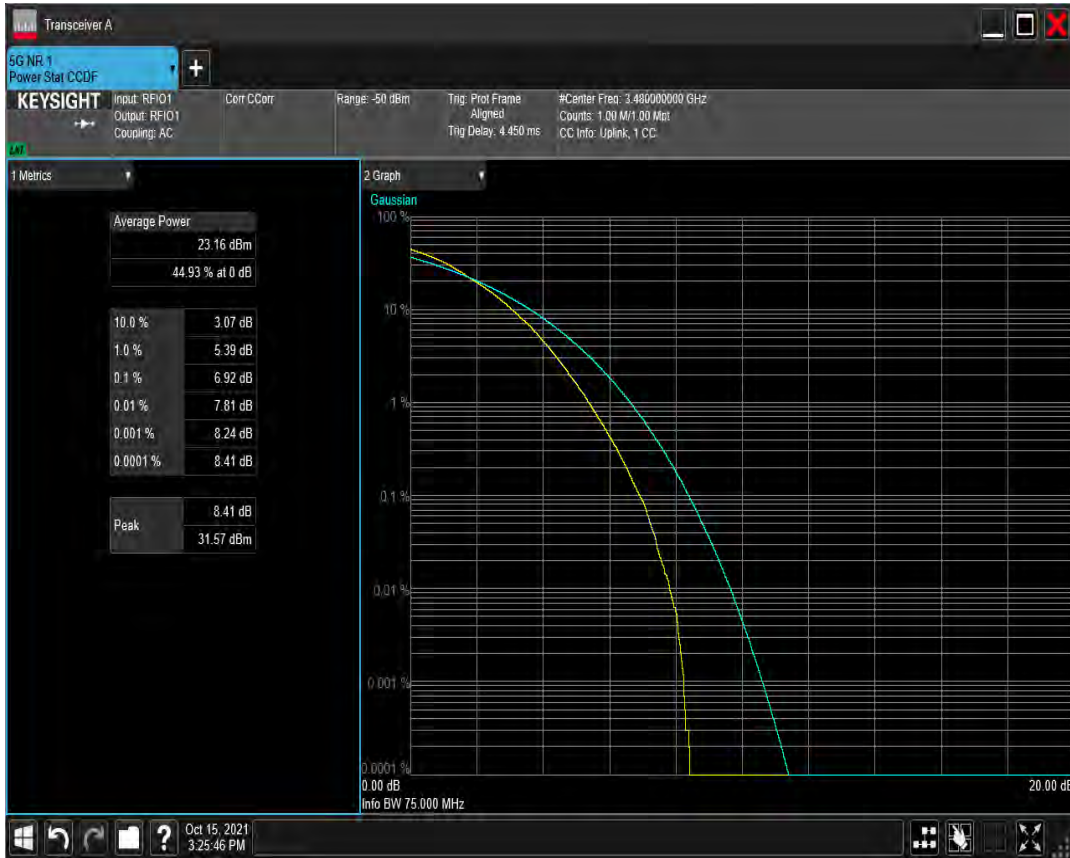 Transceiver A
5G NR 1
Power Stat CCDF
+
KEYSIGHT
Input: RFIO1
Output: RFIO1
Coupling: AC
Corr CCorr
Range: -50 dBm
Trig: Prot Frame
Aligned
Trig Delay: 4.450 ms
#Center Freq: 3.480000000 GHz
Counts: 1.00 M/1.00 Mpt
CC Info: Uplink, 1 CC
1 Metrics
Average Power
23.16 dBm
44.93 % at 0 dB
10.0 % 3.07 dB
1.0 % 5.39 dB
0.1 % 6.92 dB
0.01 % 7.81 dB
0.001 % 8.24 dB
0.0001 % 8.41 dB
Peak
8.41 dB
31.57 dBm
2 Graph
Gaussian
100 %
10 %
1 %
0.1 %
0.01 %
0.001 %
0.0001 %
0.00 dB
20.00 dB
Info BW 75.000 MHz
?
Oct 15, 2021
3:25:46 PM